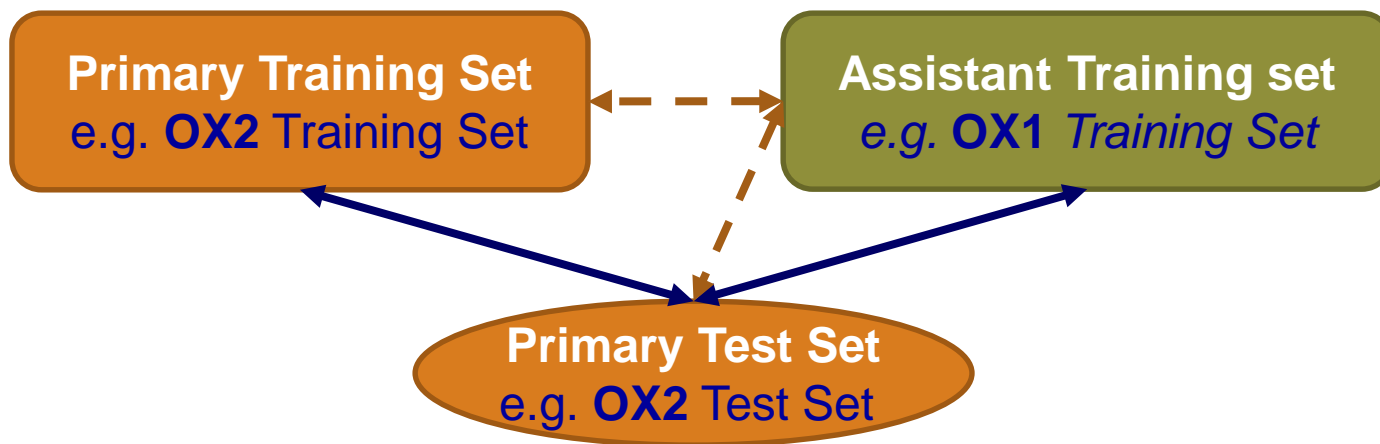 Primary Training Set
e.g. OX2 Training Set
Assistant Training set
e.g. OX1 Training Set
Primary Test Set
e.g. OX2 Test Set